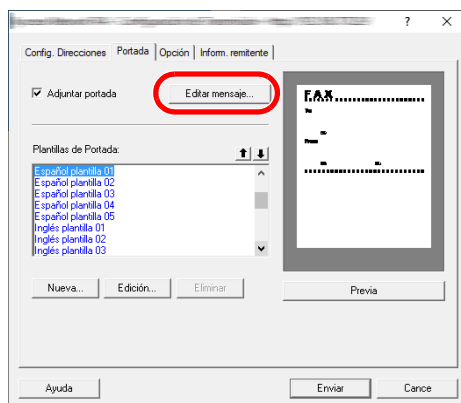 ? ×
Config. Direcciones Portada Opción Inform. remitente
Adjuntar portada Editar mensaje...
Plantillas de Portada:
Español plantilla 01
Español plantilla 02
Español plantilla 03
Español plantilla 04
Español plantilla 05
Inglés plantilla 01
Inglés plantilla 02
Inglés plantilla 03
FAX
Nueva... Edición... Eliminar
Previa
Ayuda Enviar Cance